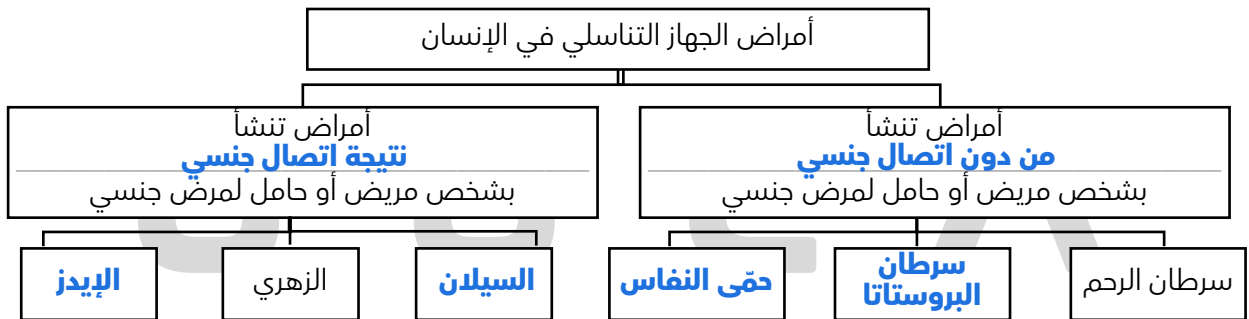 أمراض الجهاز التناسلي في الإنسان
أمراض تنشأ
من دون اتصال جنسي
بشخص مريض أو حامل لمرض جنسي
أمراض تنشأ
نتيجة اتصال جنسي
بشخص مريض أو حامل لمرض جنسي
سرطان الرحم
سرطان
البروستاتا
حمّى النفاس
السيلان
الزهري
الإيدز